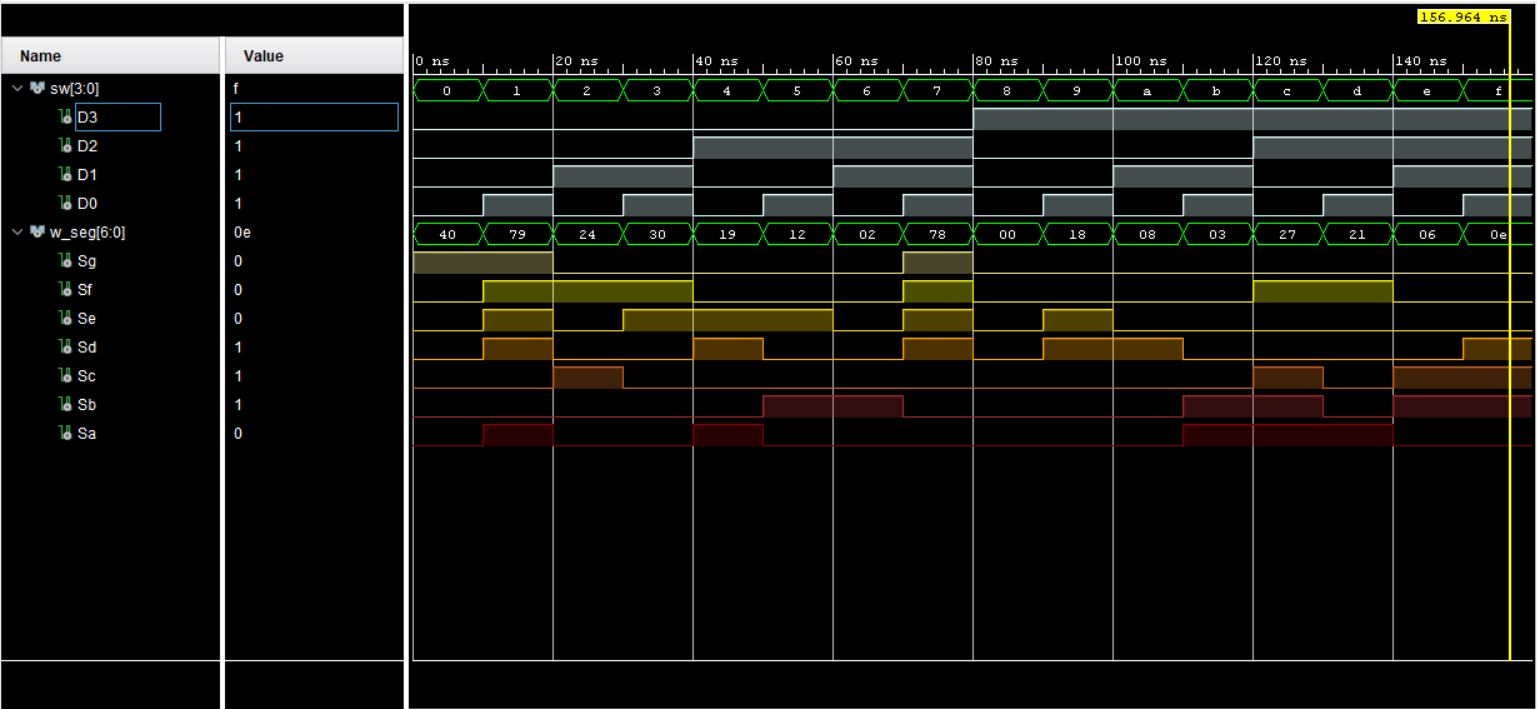 156.964 ns
Name Value
0 ns 20 ns 40 ns 60 ns 80 ns 100 ns 120 ns 140 ns
sw[3:0] f 0 1 2 3 4 5 6 7 8 9 a b c d e f
D3 1
D2 1
D1 1
D0 1
w_seg[6:0] 0e 40 79 24 30 19 12 02 78 00 18 08 03 27 21 06 0e
Sg 0
Sf 0
Se 0
Sd 1
Sc 1
Sb 1
Sa 0